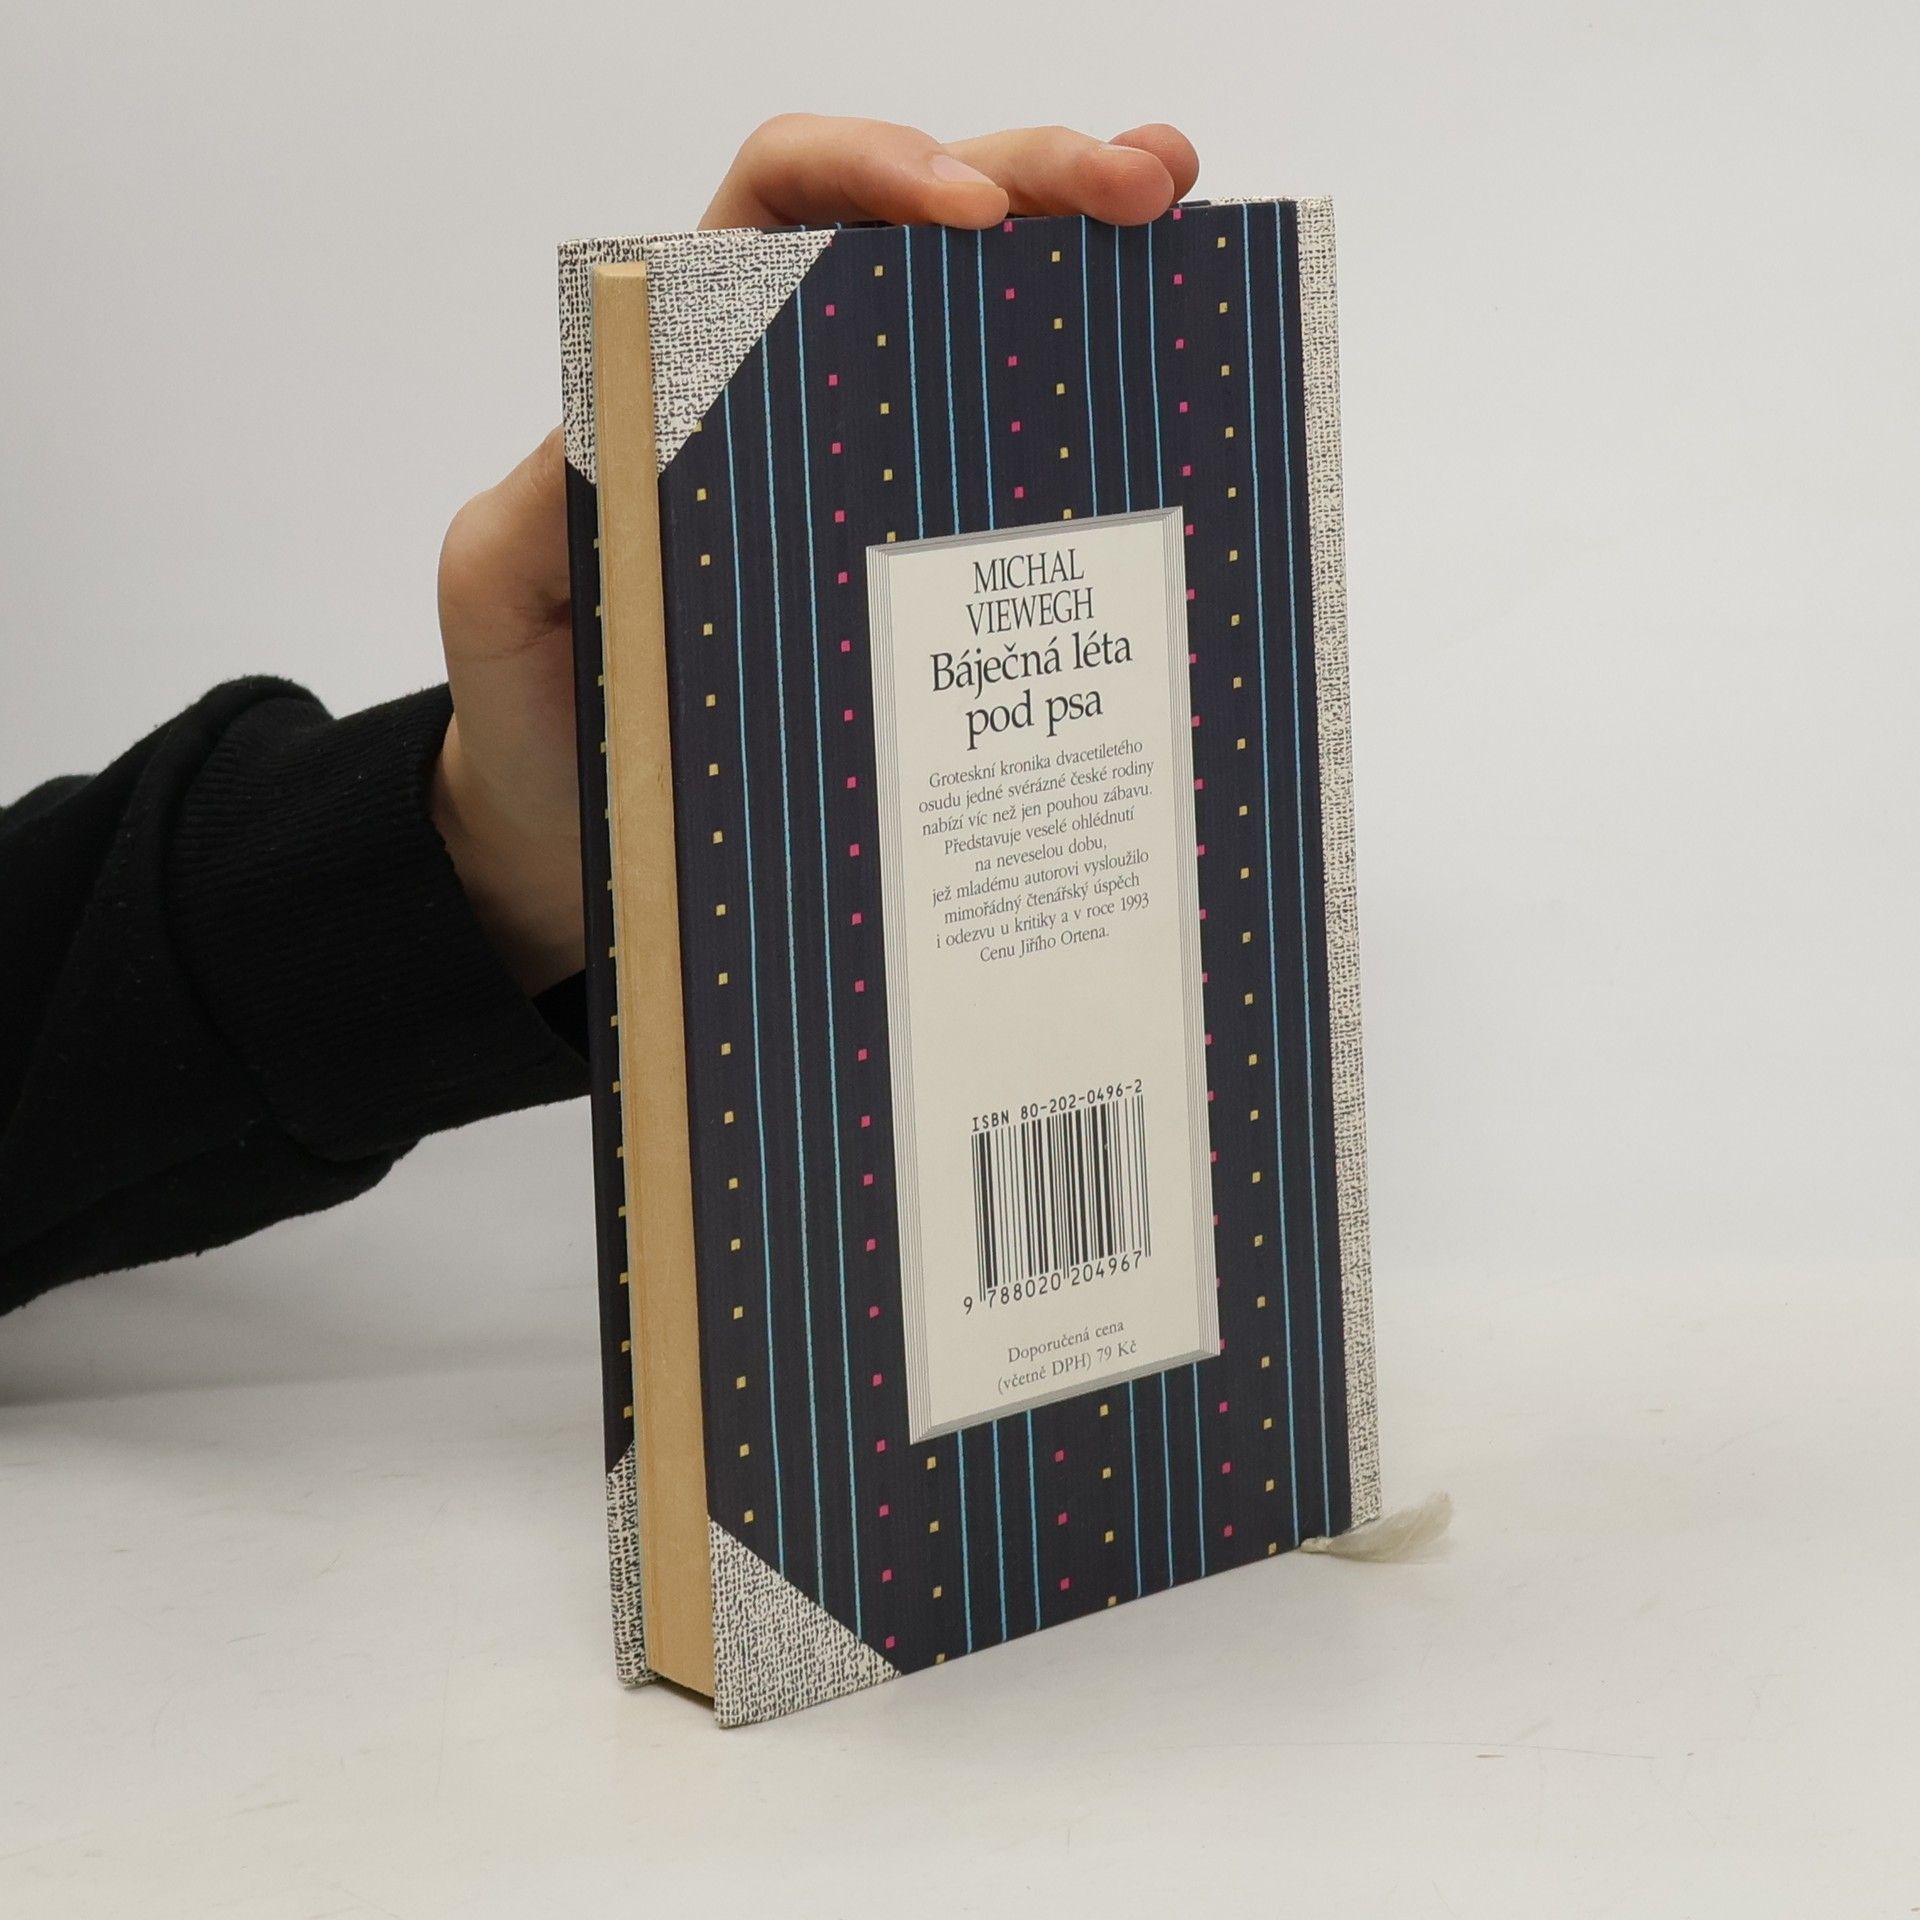 MICHAL
VIEWEGH
Báječná léta
pod psa
Groteskní kronika dvacetiletého
osudu jedné svérázné české rodiny
nabízí víc než jen pouhou zábavu.
Představuje veselé ohlédnutí
na neveselou dobu,
jež mladému autorovi vysloužilo
mimořádný čtenářský úspěch
i odezvu u kritiky a v roce 1993
Cenu Jiřího Ortena.
ISBN 80-202-0496-2
9 788020 204967
Doporučená cena
(včetně DPH) 79 Kč